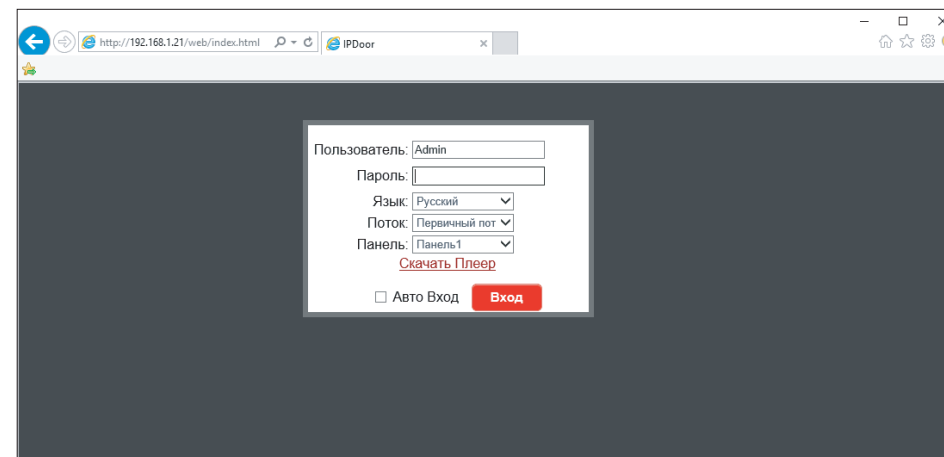 http://192.168.1.21/web/index.html
IPDoor
Пользователь: Admin
Пароль:
Язык: Русский
Поток: Первичный пот
Панель: Панель1
Скачать Плеер
Авто Вход Вход